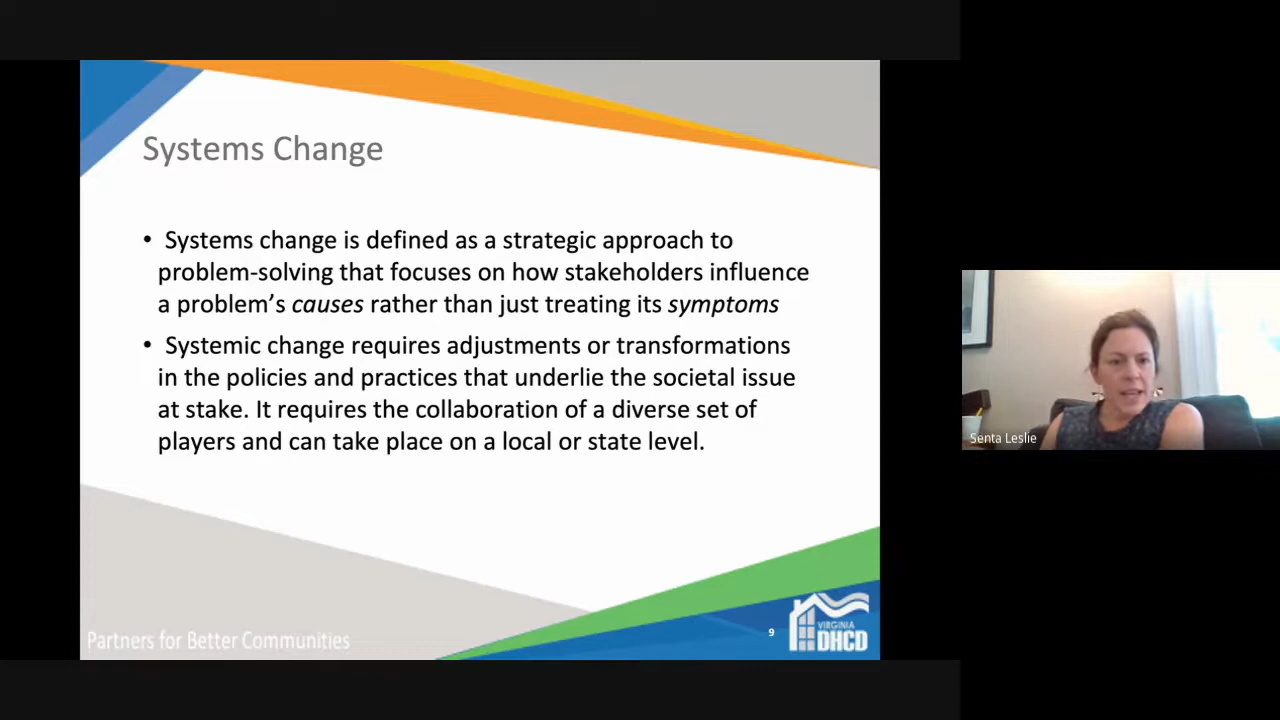 Systems Change
• Systems change is defined as a strategic approach to
problem-solving that focuses on how stakeholders influence
a problem’s causes rather than just treating its symptoms
• Systemic change requires adjustments or transformations
in the policies and practices that underlie the societal issue
at stake. It requires the collaboration of a diverse set of
players and can take place on a local or state level.
Senta Leslie
Partners for Better Communities
9
VIRGINIA
DHCD